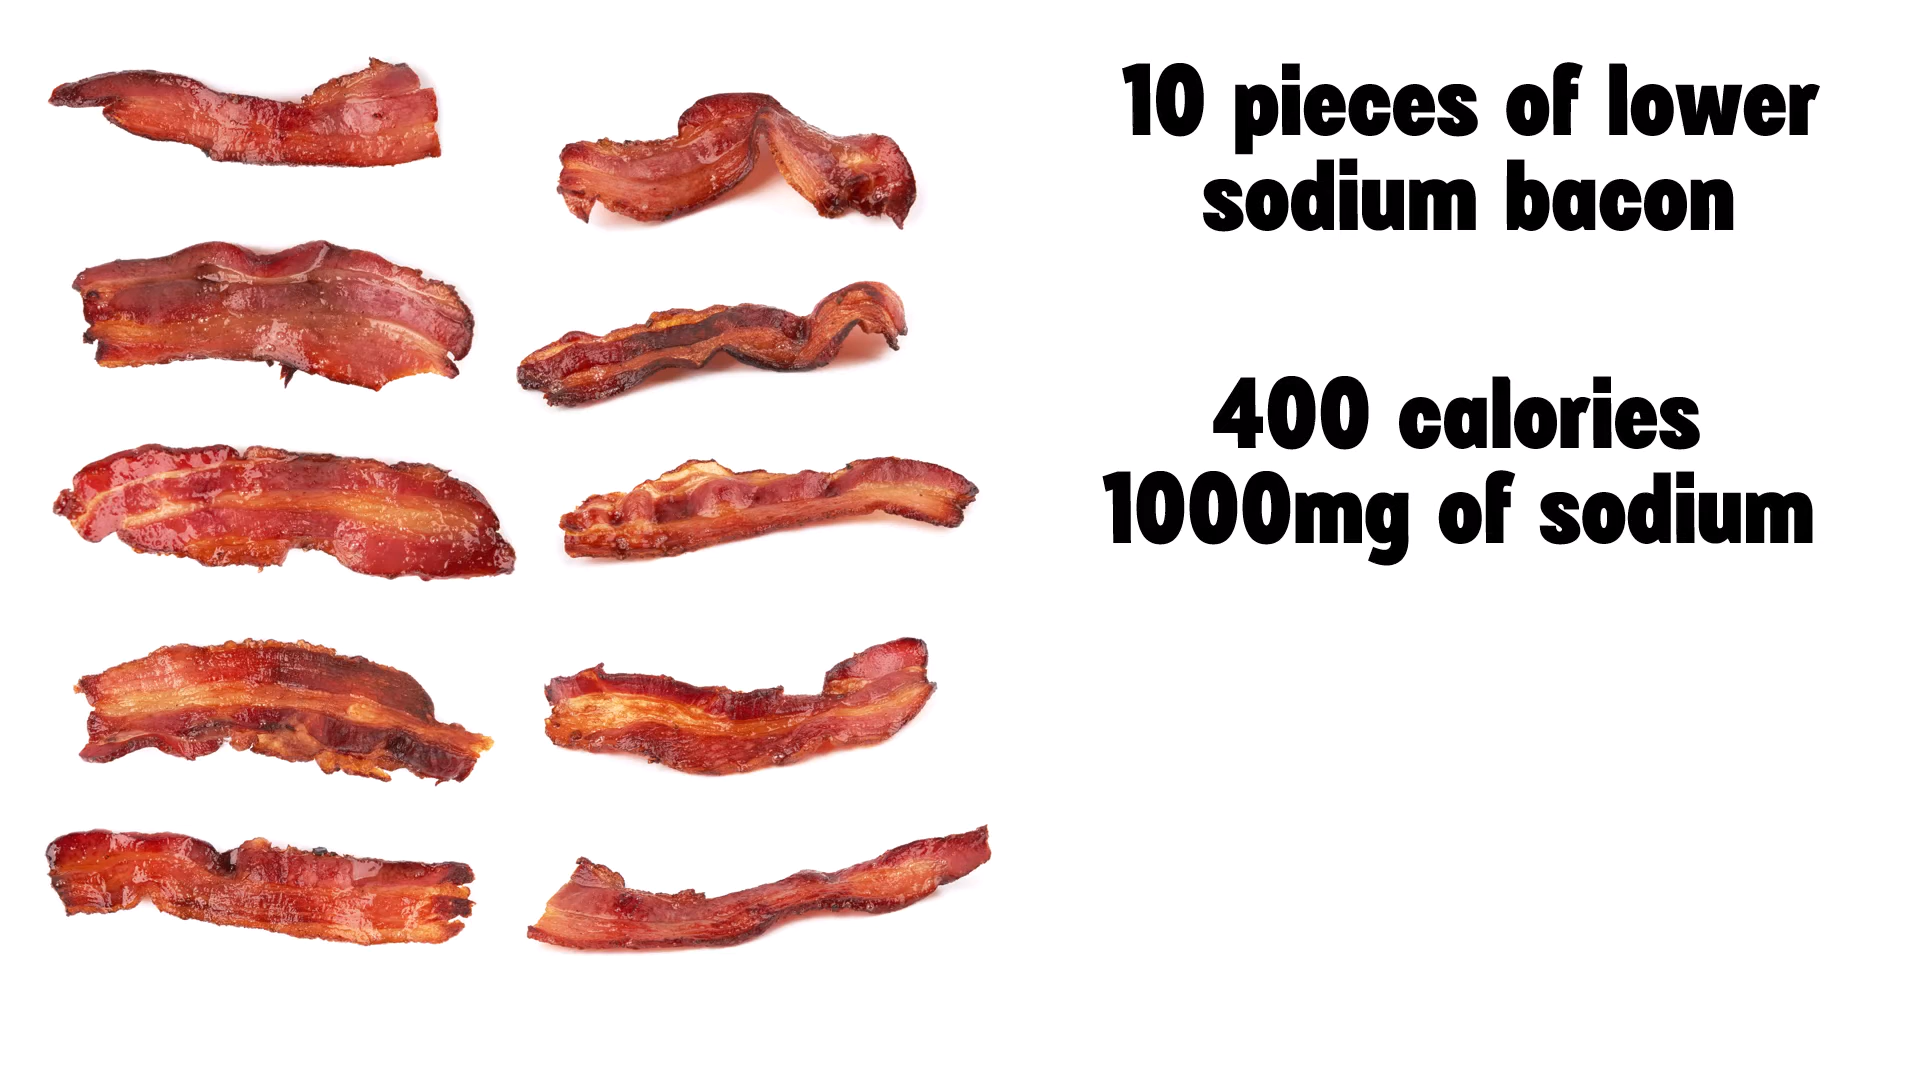 10 pieces of lower
sodium bacon
400 calories
1000mg of sodium